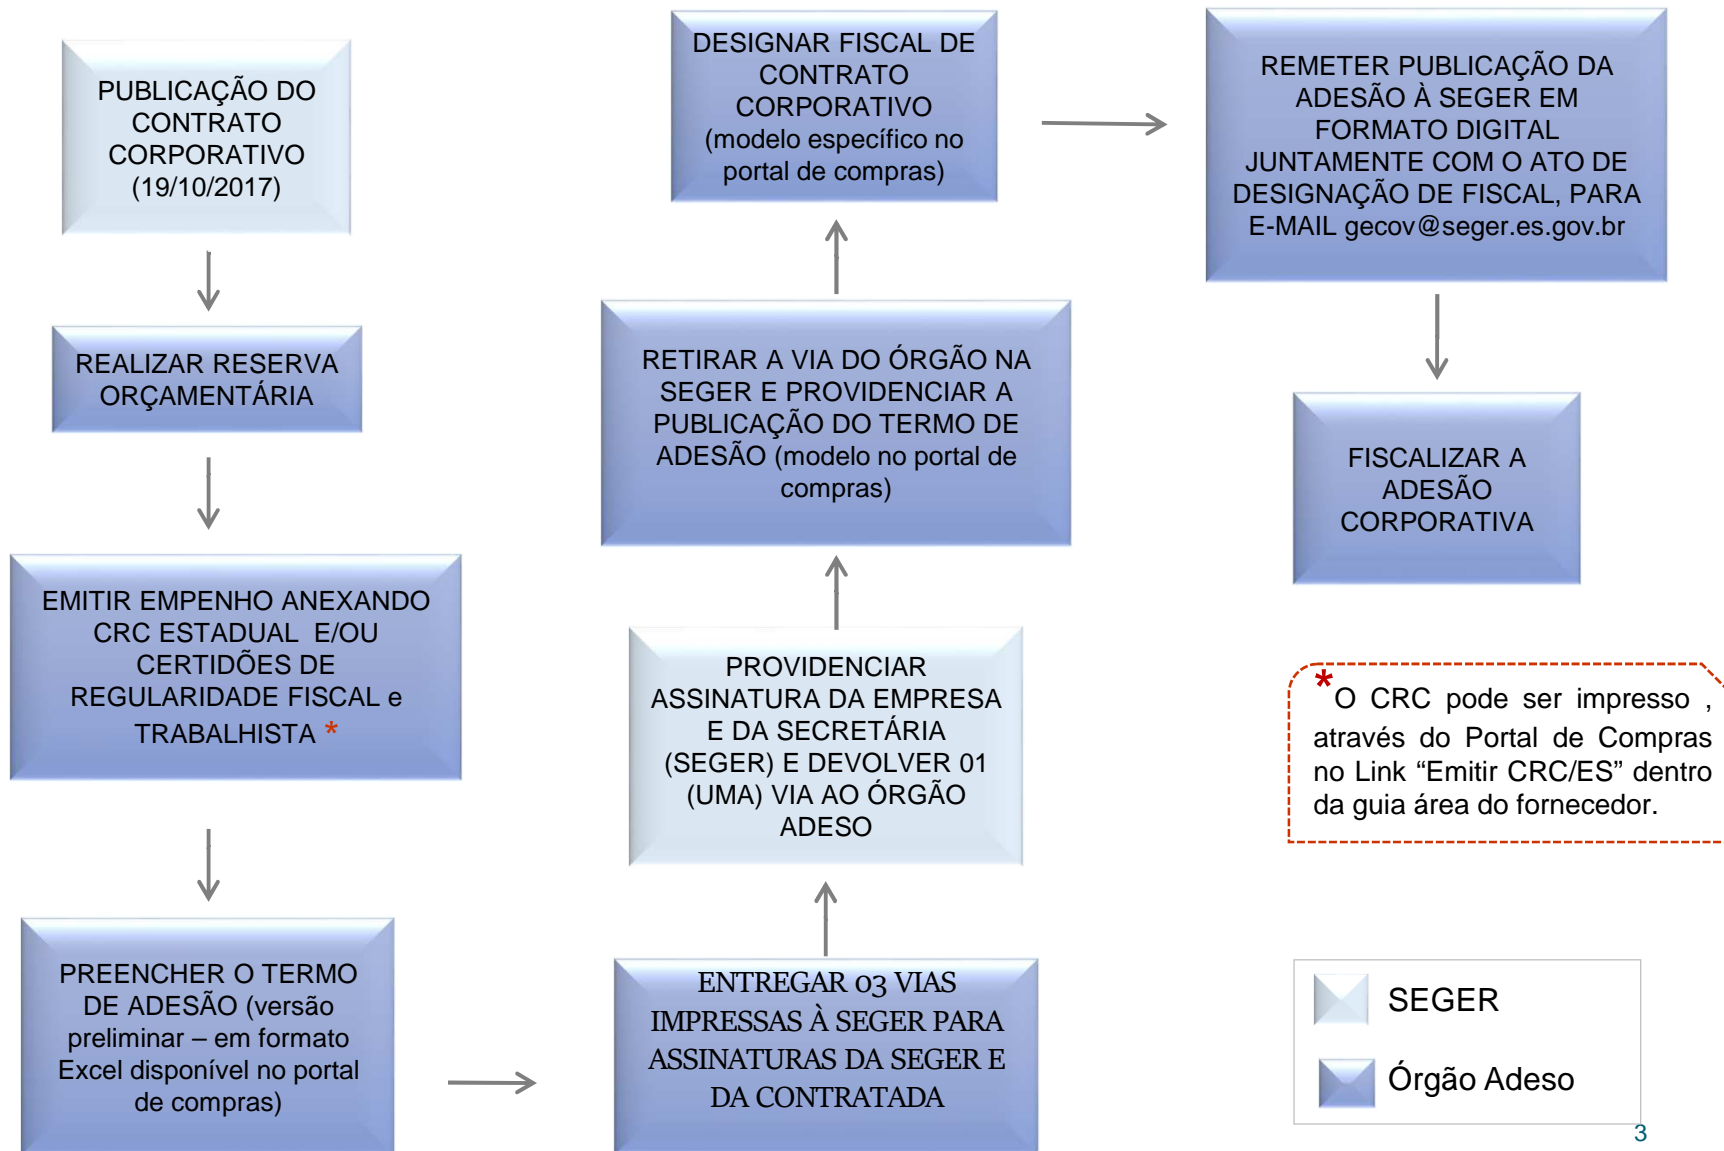 PUBLICAÇÃO DO
CONTRATO
CORPORATIVO
(19/10/2017)
REALIZAR RESERVA
ORÇAMENTÁRIA
EMITIR EMPENHO ANEXANDO
CRC ESTADUAL E/OU
CERTIDÕES DE
REGULARIDADE FISCAL e
TRABALHISTA *
PREENCHER O TERMO
DE ADESÃO (versão
preliminar – em formato
Excel disponível no portal
de compras)
ENTREGAR 03 VIAS
IMPRESSAS À SEGER PARA
ASSINATURAS DA SEGER E
DA CONTRATADA
PROVIDENCIAR
ASSINATURA DA EMPRESA
E DA SECRETÁRIA
(SEGER) E DEVOLVER 01
(UMA) VIA AO ÓRGÃO
ADESO
RETIRAR A VIA DO ÓRGÃO NA
SEGER E PROVIDENCIAR A
PUBLICAÇÃO DO TERMO DE
ADESÃO (modelo no portal de
compras)
DESIGNAR FISCAL DE
CONTRATO
CORPORATIVO
(modelo específico no
portal de compras)
REMETER PUBLICAÇÃO DA
ADESÃO À SEGER EM
FORMATO DIGITAL
JUNTAMENTE COM O ATO DE
DESIGNAÇÃO DE FISCAL, PARA
E-MAIL gecov@seger.es.gov.br
FISCALIZAR A
ADESÃO
CORPORATIVA
*O CRC pode ser impresso ,
através do Portal de Compras
no Link “Emitir CRC/ES” dentro
da guia área do fornecedor.
SEGER
Órgão Adeso
3